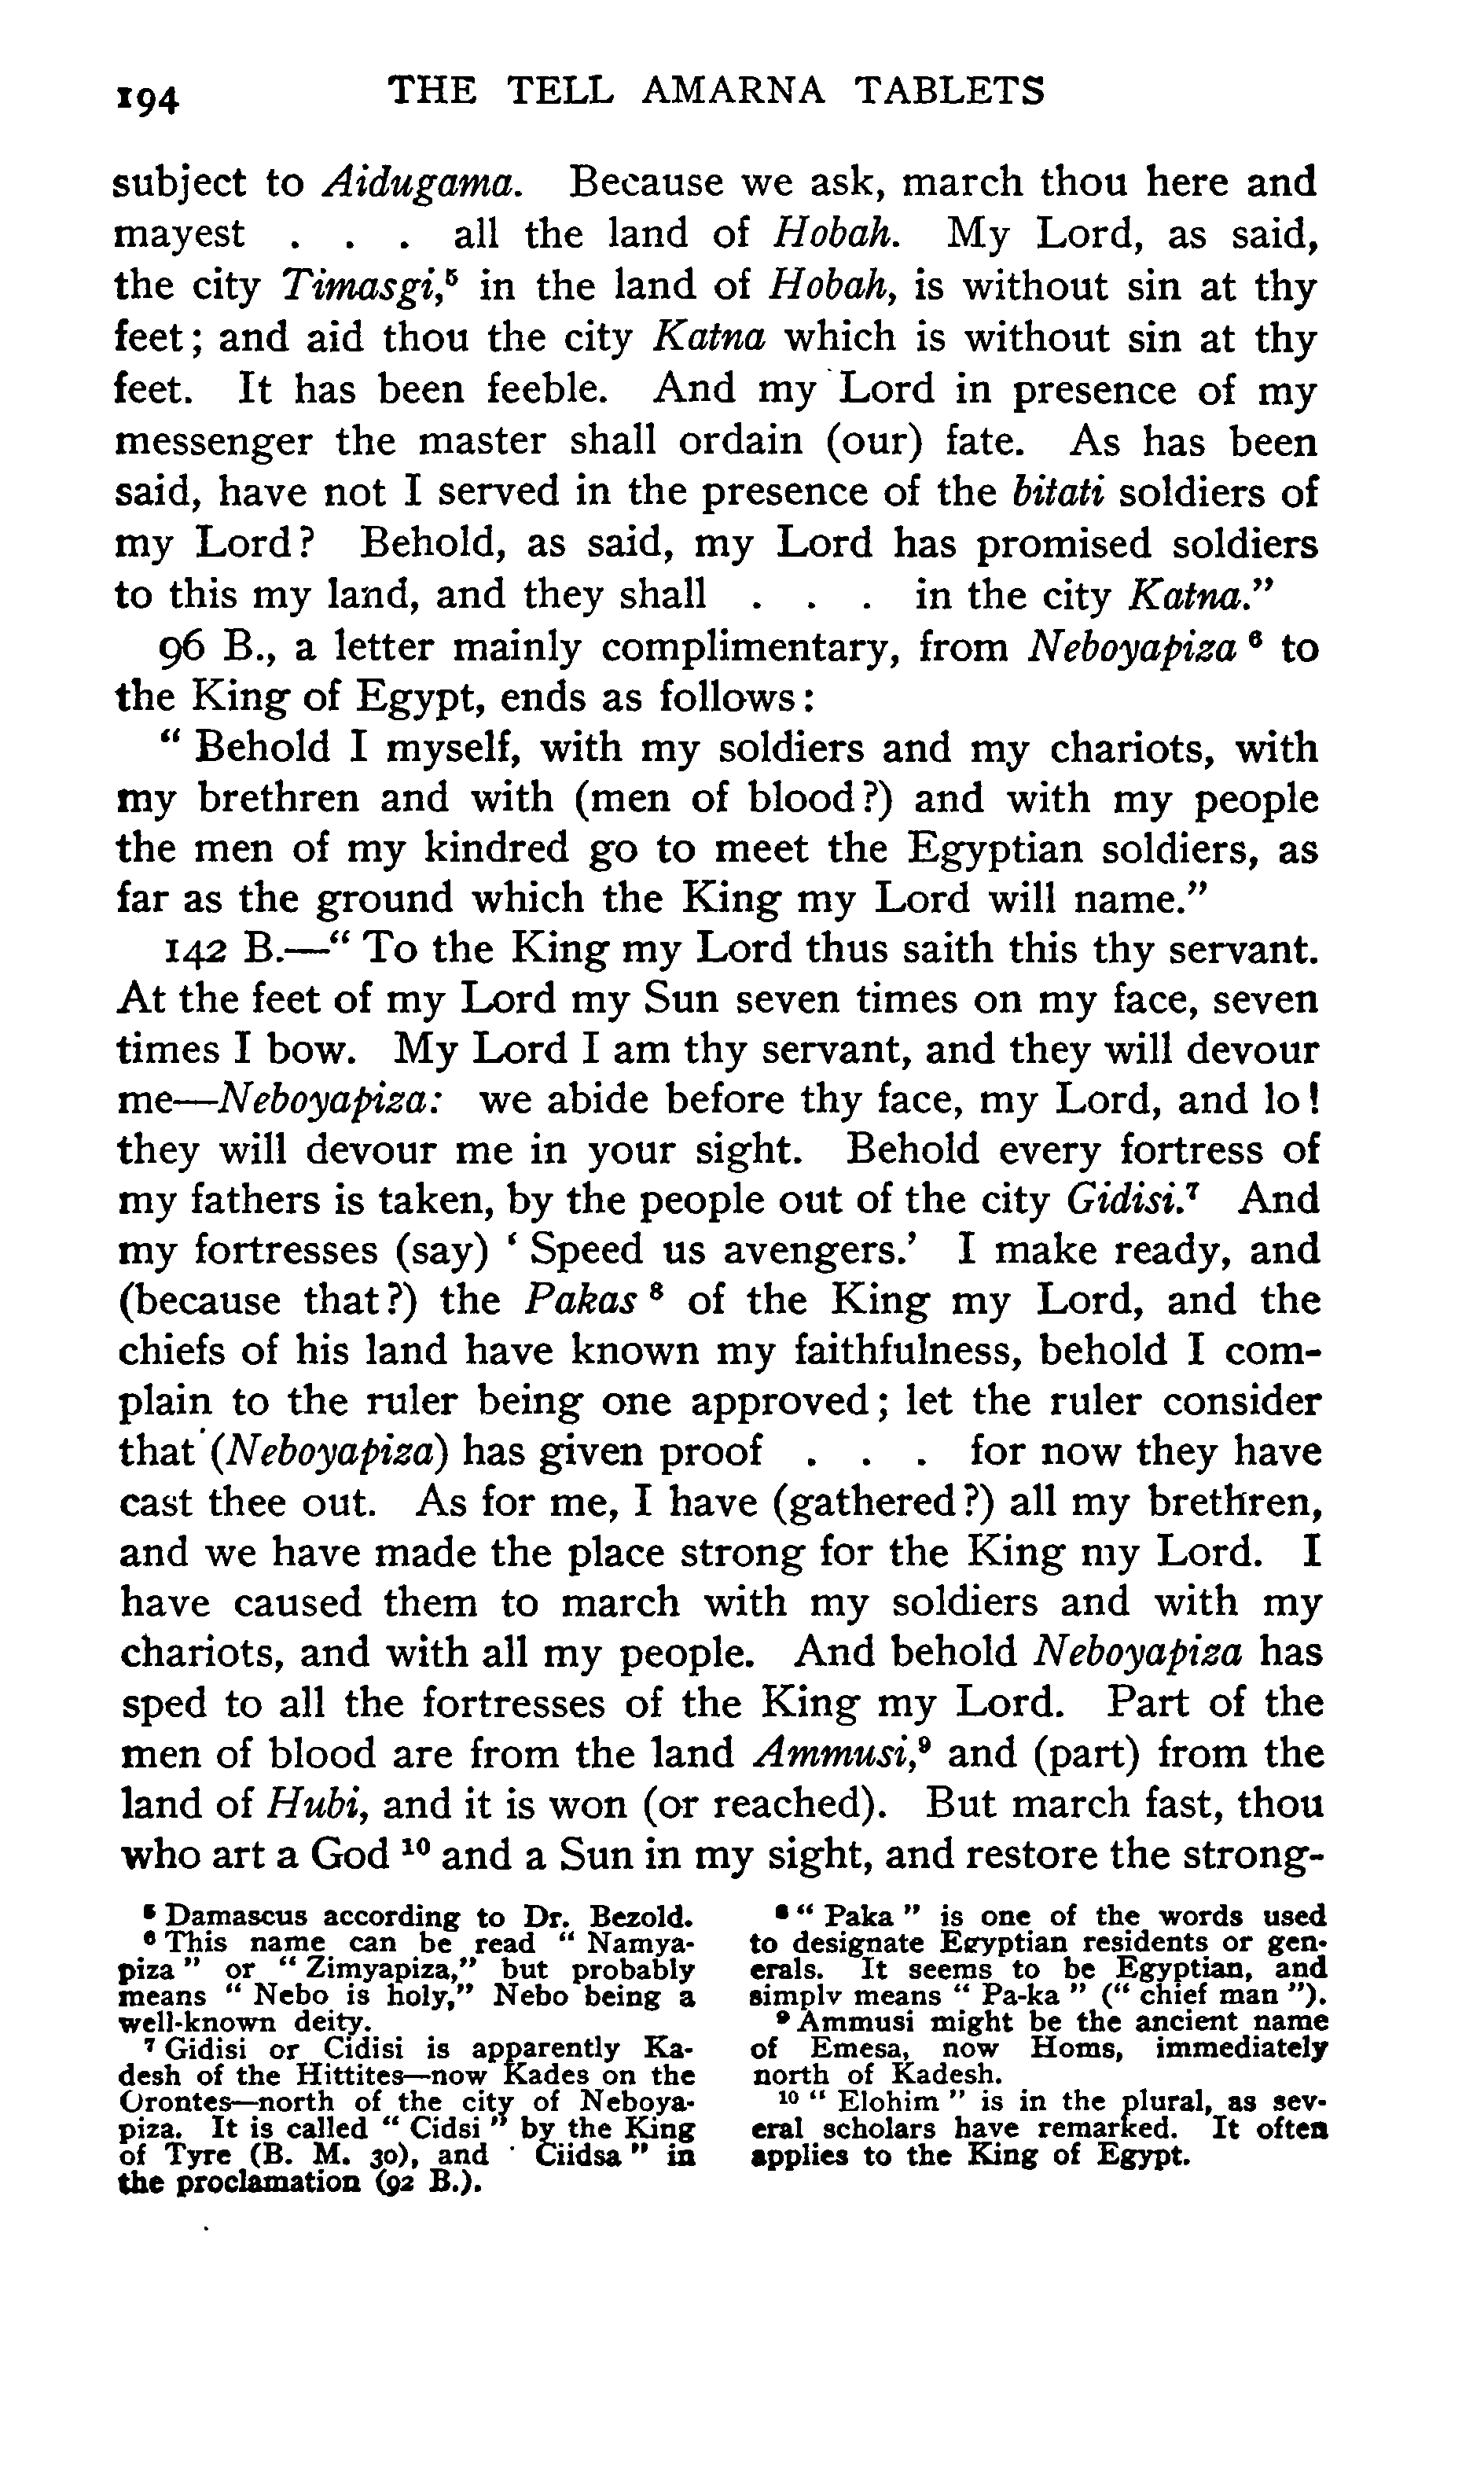 194 THE TELL AMARNA TABLETS
subject to Aidugama. Because we ask, march thou here and
mayest . . . all the land of Hobah. My Lord, as said,
the city Timasgi,⁵ in the land of Hobah, is without sin at thy
feet; and aid thou the city Katna which is without sin at thy
feet. It has been feeble. And my Lord in presence of my
messenger the master shall ordain (our) fate. As has been
said, have not I served in the presence of the bitati soldiers of
my Lord? Behold, as said, my Lord has promised soldiers
to this my land, and they shall . . . in the city Katna.”
96 B., a letter mainly complimentary, from Neboyapiza ⁶ to
the King of Egypt, ends as follows:
“ Behold I myself, with my soldiers and my chariots, with
my brethren and with (men of blood?) and with my people
the men of my kindred go to meet the Egyptian soldiers, as
far as the ground which the King my Lord will name.”
142 B.—“ To the King my Lord thus saith this thy servant.
At the feet of my Lord my Sun seven times on my face, seven
times I bow. My Lord I am thy servant, and they will devour
me—Neboyapiza: we abide before thy face, my Lord, and lo!
they will devour me in your sight. Behold every fortress of
my fathers is taken, by the people out of the city Gidisi.⁷ And
my fortresses (say) ‘ Speed us avengers.’ I make ready, and
(because that?) the Pakas ⁸ of the King my Lord, and the
chiefs of his land have known my faithfulness, behold I com-
plain to the ruler being one approved; let the ruler consider
that (Neboyapiza) has given proof . . . for now they have
cast thee out. As for me, I have (gathered?) all my brethren,
and we have made the place strong for the King my Lord. I
have caused them to march with my soldiers and with my
chariots, and with all my people. And behold Neboyapiza has
sped to all the fortresses of the King my Lord. Part of the
men of blood are from the land Ammusi,⁹ and (part) from the
land of Hubi, and it is won (or reached). But march fast, thou
who art a God ¹⁰ and a Sun in my sight, and restore the strong-
⁵ Damascus according to Dr. Bezold.
⁶ This name can be read “ Namya-
piza ” or “ Zimyapiza,” but probably
means “ Nebo is holy,” Nebo being a
well-known deity.
⁷ Gidisi or Cidisi is apparently Ka-
desh of the Hittites—now Kades on the
Orontes—north of the city of Neboya-
piza. It is called “ Cidsi ” by the King
of Tyre (B. M. 30), and “ Ciidsa ” in
the proclamation (92 B.).
⁸ “ Paka ” is one of the words used
to designate Egyptian residents or gen-
erals. It seems to be Egyptian, and
simply means “ Pa-ka ” (“ chief man ”).
⁹ Ammusi might be the ancient name
of Emesa, now Homs, immediately
north of Kadesh.
¹⁰ “ Elohim ” is in the plural, as sev-
eral scholars have remarked. It often
applies to the King of Egypt.